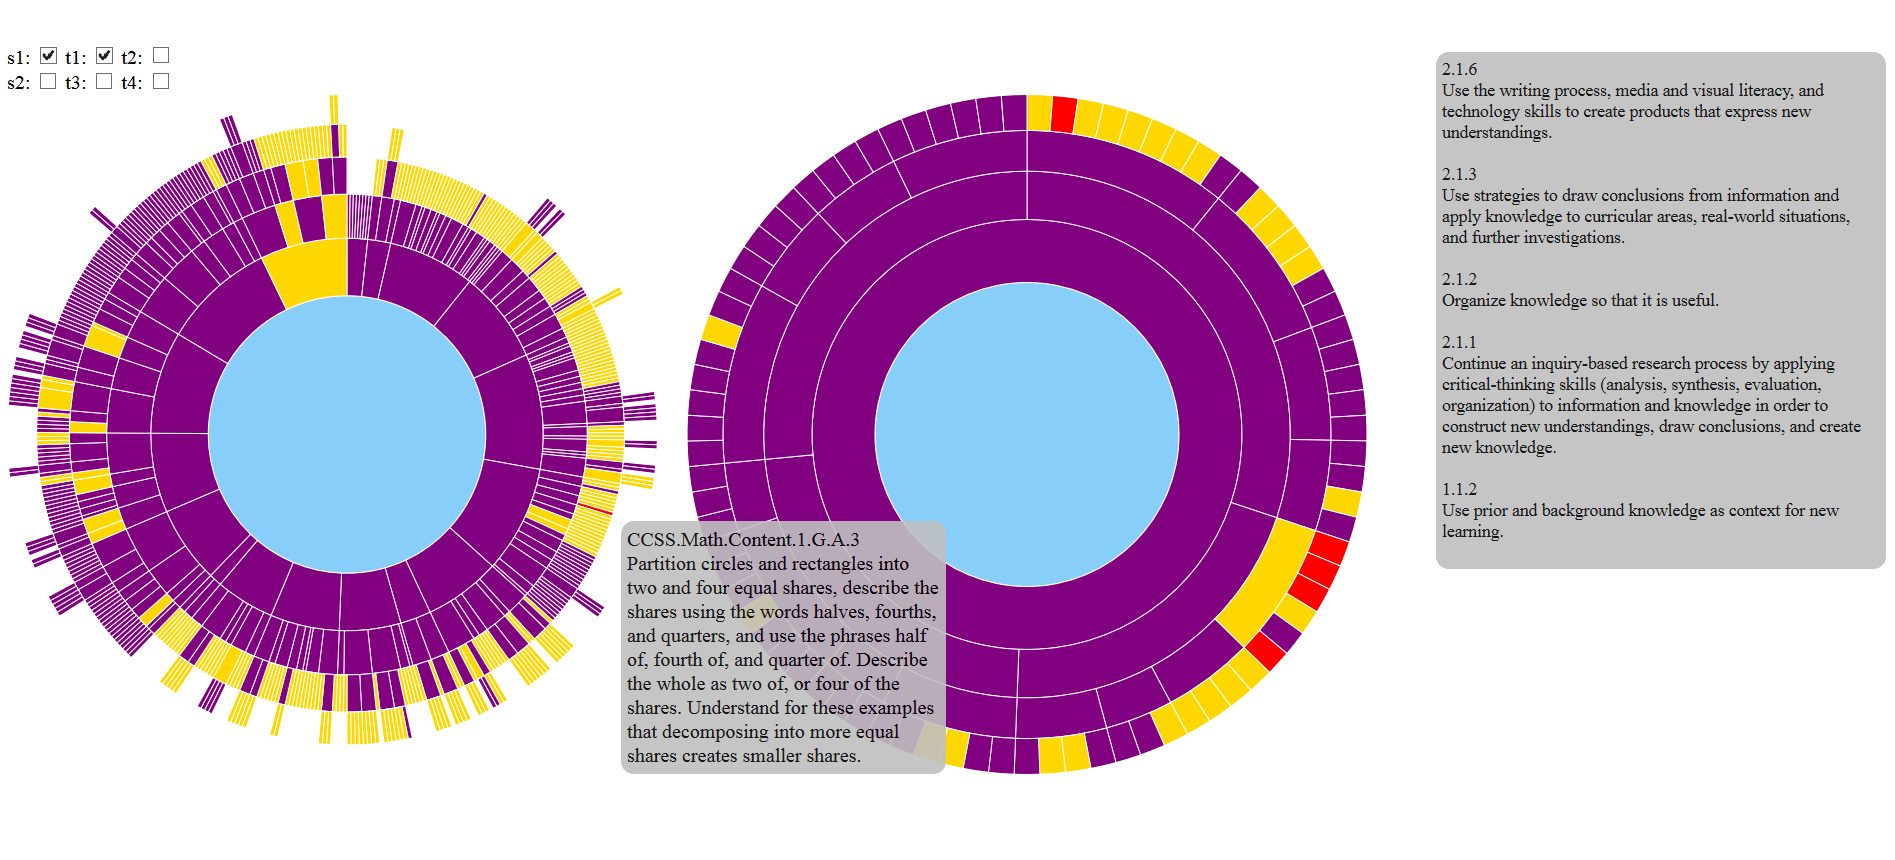 s1: t1: t2:
s2: t3: t4:
CCSS.Math.Content.1.G.A.3
Partition circles and rectangles into
two and four equal shares, describe the
shares using the words halves, fourths,
and quarters, and use the phrases half
of, fourth of, and quarter of. Describe
the whole as two of, or four of the
shares. Understand for these examples
that decomposing into more equal
shares creates smaller shares.
2.1.6
Use the writing process, media and visual literacy, and
technology skills to create products that express new
understandings.
2.1.3
Use strategies to draw conclusions from information and
apply knowledge to curricular areas, real-world situations,
and further investigations.
2.1.2
Organize knowledge so that it is useful.
2.1.1
Continue an inquiry-based research process by applying
critical-thinking skills (analysis, synthesis, evaluation,
organization) to information and knowledge in order to
construct new understandings, draw conclusions, and create
new knowledge.
1.1.2
Use prior and background knowledge as context for new
learning.